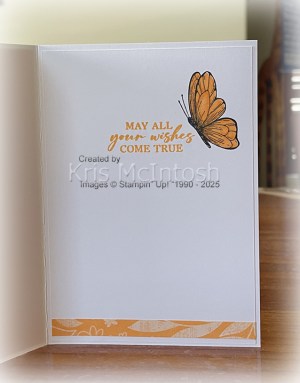 MAY ALL
your wishes
COME TRUE
Created by
Kris McIntosh
Images © Stampin' Up! 1990 - 2025